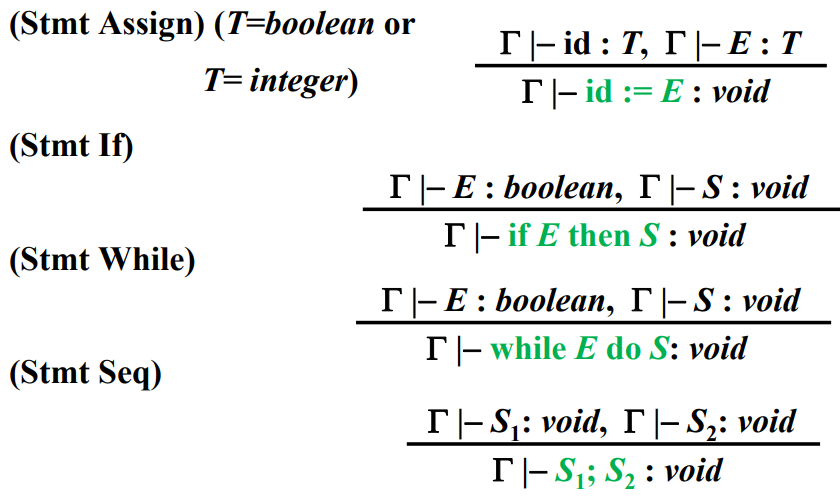 (Stmt Assign) (T=boolean or
T= integer)
Γ |– id : T, Γ |– E : T
Γ |– id := E : void
(Stmt If)
Γ |– E : boolean, Γ |– S : void
Γ |– if E then S : void
(Stmt While)
Γ |– E : boolean, Γ |– S : void
Γ |– while E do S: void
(Stmt Seq)
Γ |– S₁: void, Γ |– S₂: void
Γ |– S₁; S₂ : void